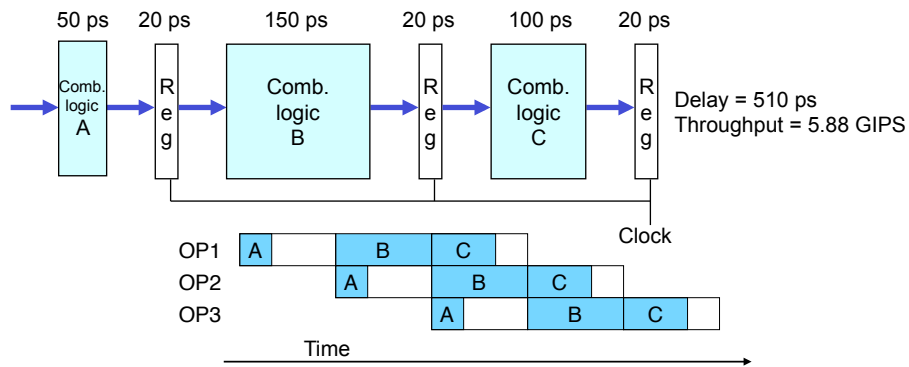 50 ps 20 ps 150 ps 20 ps 100 ps 20 ps
Comb.
logic
A
R
e
g
Comb.
logic
B
R
e
g
Comb.
logic
C
R
e
g
Delay = 510 ps
Throughput = 5.88 GIPS
Clock
OP1 A B C
OP2 A B C
OP3 A B C
Time